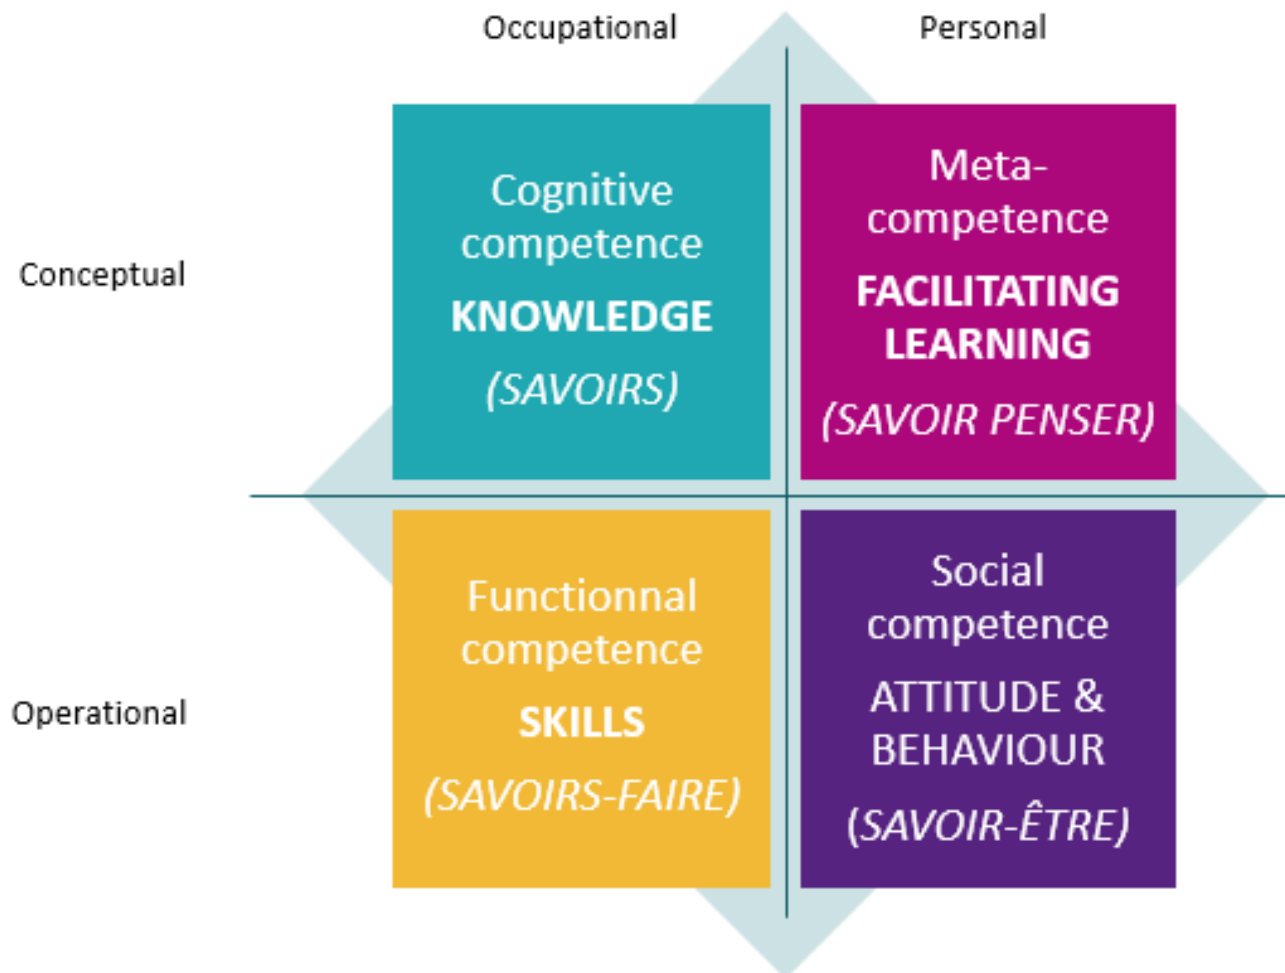 Occupational
Personal
Conceptual
Cognitive
competence
KNOWLEDGE
(SAVOIRS)
Meta-
competence
FACILITATING
LEARNING
(SAVOIR PENSER)
Operational
Functionnal
competence
SKILLS
(SAVOIRS-FAIRE)
Social
competence
ATTITUDE &
BEHAVIOUR
(SAVOIR-ÊTRE)